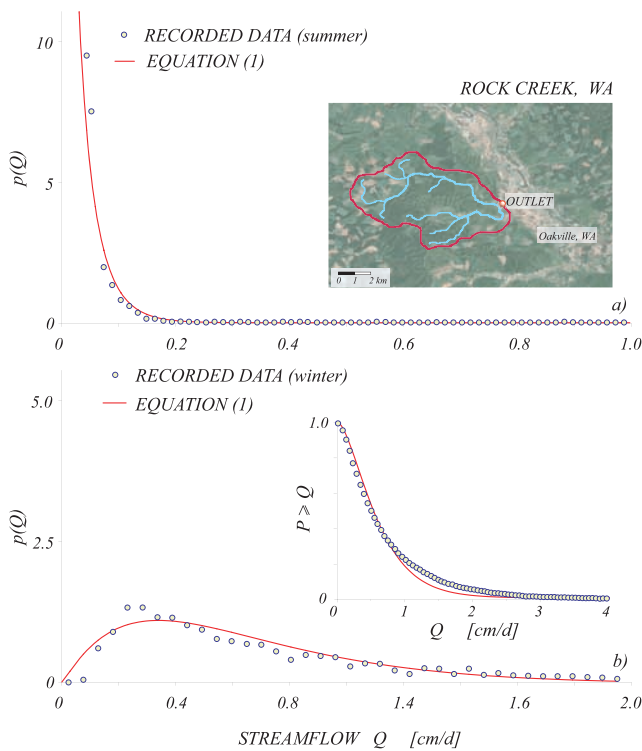 10
RECORDED DATA (summer)
EQUATION (1)
ROCK CREEK, WA
p(Q)
5
OUTLET
Oakville, WA
0 1 2 km
a)
0
0 0.2 0.4 0.6 0.8 1.0
5.0
RECORDED DATA (winter)
EQUATION (1)
1.0
P ⩾ Q
p(Q)
2.5
0
0 1 2 3 4
Q [cm/d]
b)
0
0 0.4 0.8 1.4 1.6 2.0
STREAMFLOW Q [cm/d]